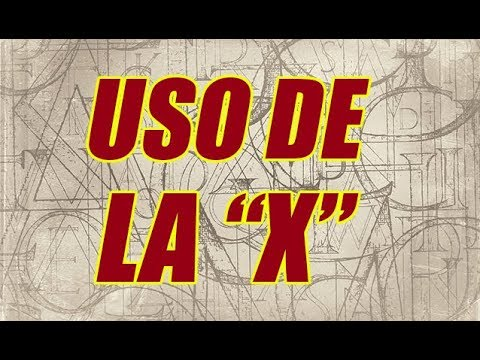 USO DE
LA “X”